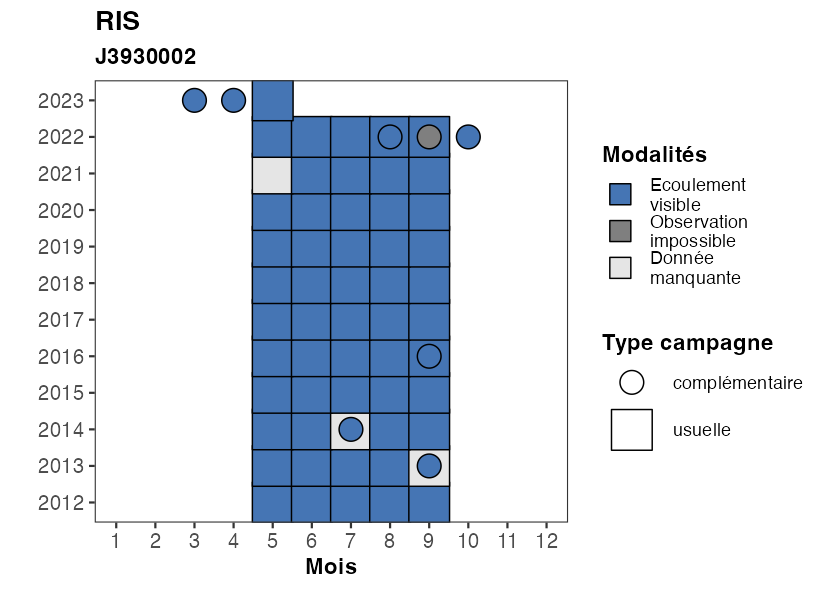 RIS
J3930002
2023
2022
2021
2020
2019
2018
2017
2016
2015
2014
2013
2012
1 2 3 4 5 6 7 8 9 10 11 12
Mois
Modalités
Ecoulement
visible
Observation
impossible
Donnée
manquante
Type campagne
complémentaire
usuelle